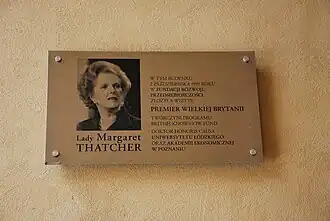 W TYM BUDYNKU
W FUNDACJI ROZWOJU
PRZEDSIĘBIORCZOŚCI
ZŁOŻYŁA WIZYTĘ
PREMIER WIELKIEJ BRYTANII
TWÓRCZYNI PROGRAMU
BRITISH KNOW HOW FUND
DOKTOR HONORIS CAUSA
UNIWERSYTETU ŁÓDZKIEGO
ORAZ AKADEMII EKONOMICZNEJ
W POZNANIU
Lady Margaret
THATCHER